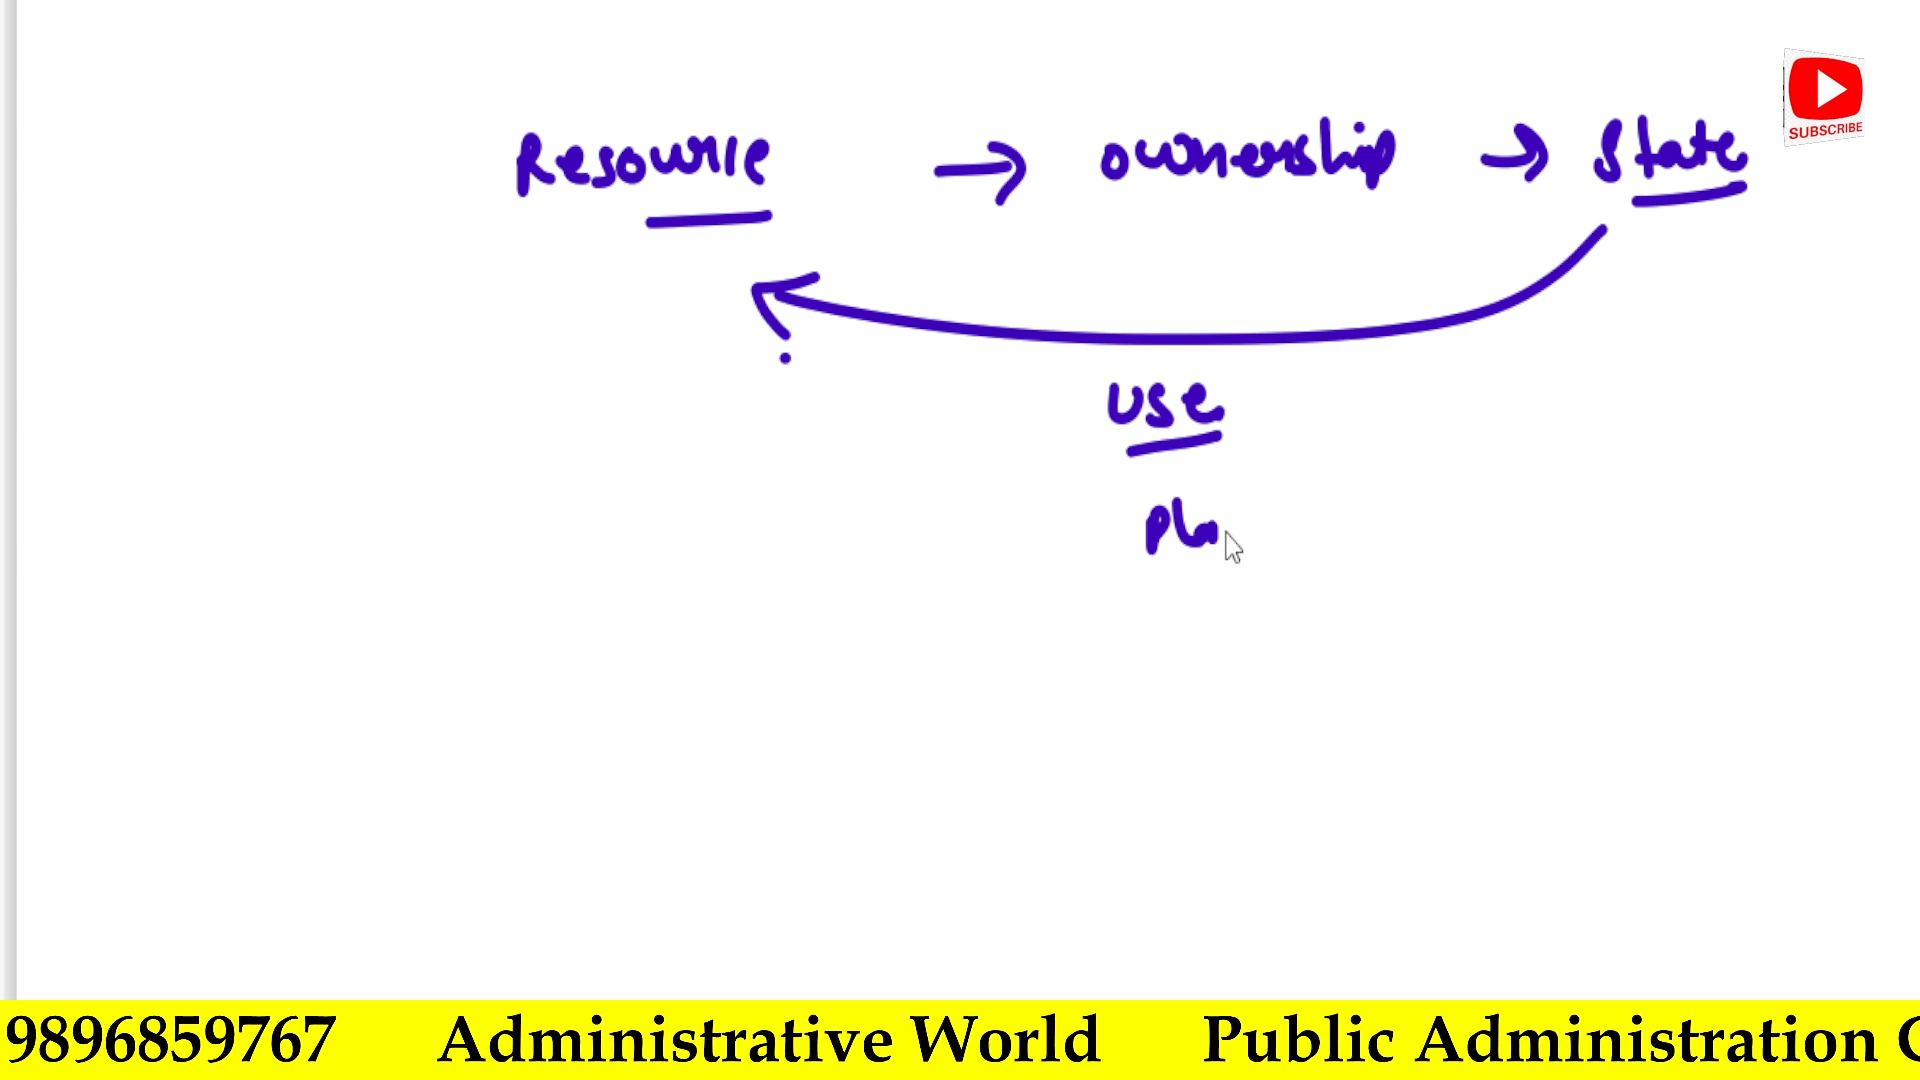 Resource → ownership → State
SUBSCRIBE
use
pla
9896859767 Administrative World Public Administration C